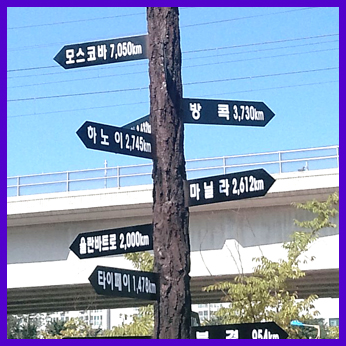 모스코바 7,050km
방 콕 3,730km
하 노 이 2,745km
마 닐 라 2,612km
울란바트로 2,000km
타이페이 1,478km
954km